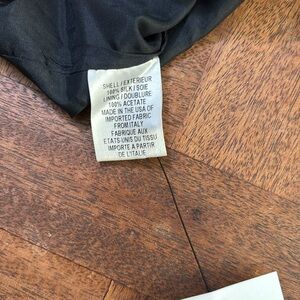 SHELL / EXTERIEUR
100% SILK / SOIE
LINING / DOUBLURE
100% ACETATE
MADE IN THE USA OF
IMPORTED FABRIC
FROM ITALY
FABRIQUE AUX
ETATS-UNIS DU TISSU
IMPORTE A PARTIR
DE L'ITALIE